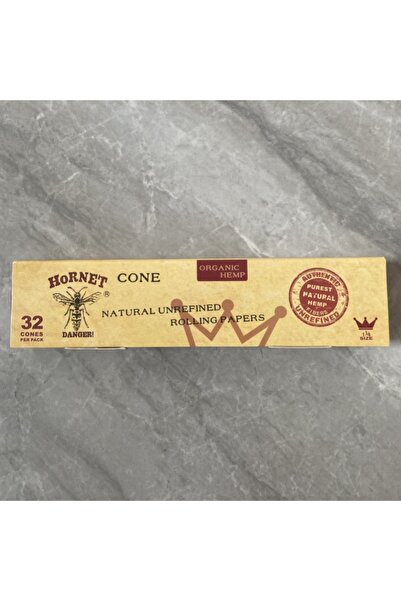 HORNET
®
DANGER!
32
CONES
PER PACK
CONE
ORGANIC
HEMP
NATURAL UNREFINED
ROLLING PAPERS
AUTHENTIC
PUREST
NATURAL
HEMP
FIBERS
UNREFINED
1¼
SIZE